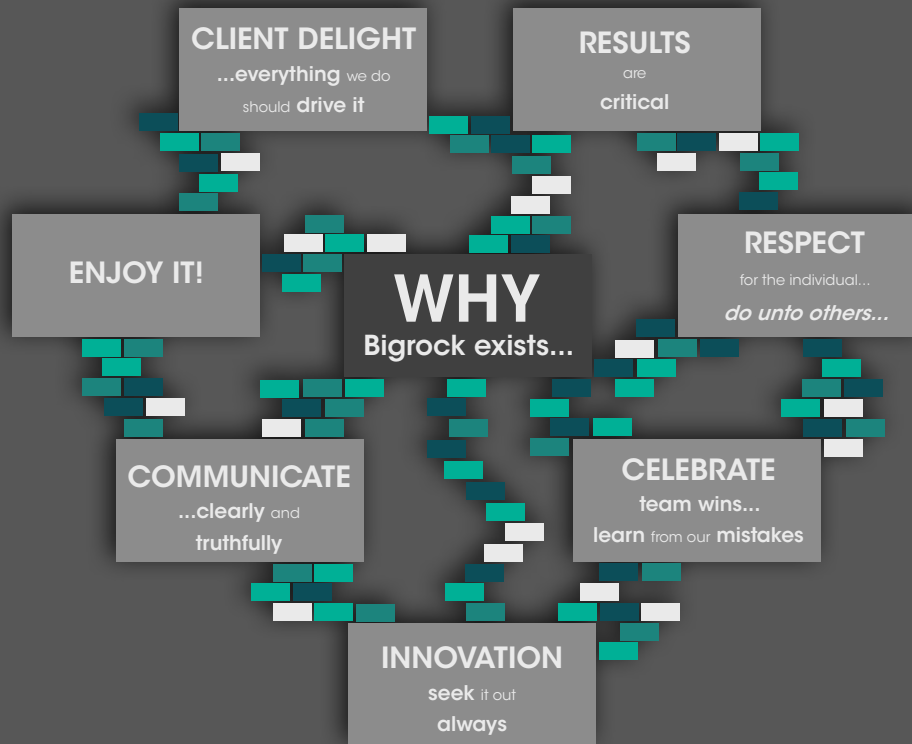 CLIENT DELIGHT
...everything we do
should drive it
RESULTS
are
critical
ENJOY IT!
WHY
Bigrock exists...
RESPECT
for the individual...
do unto others...
COMMUNICATE
...clearly and
truthfully
CELEBRATE
team wins...
learn from our mistakes
INNOVATION
seek it out
always